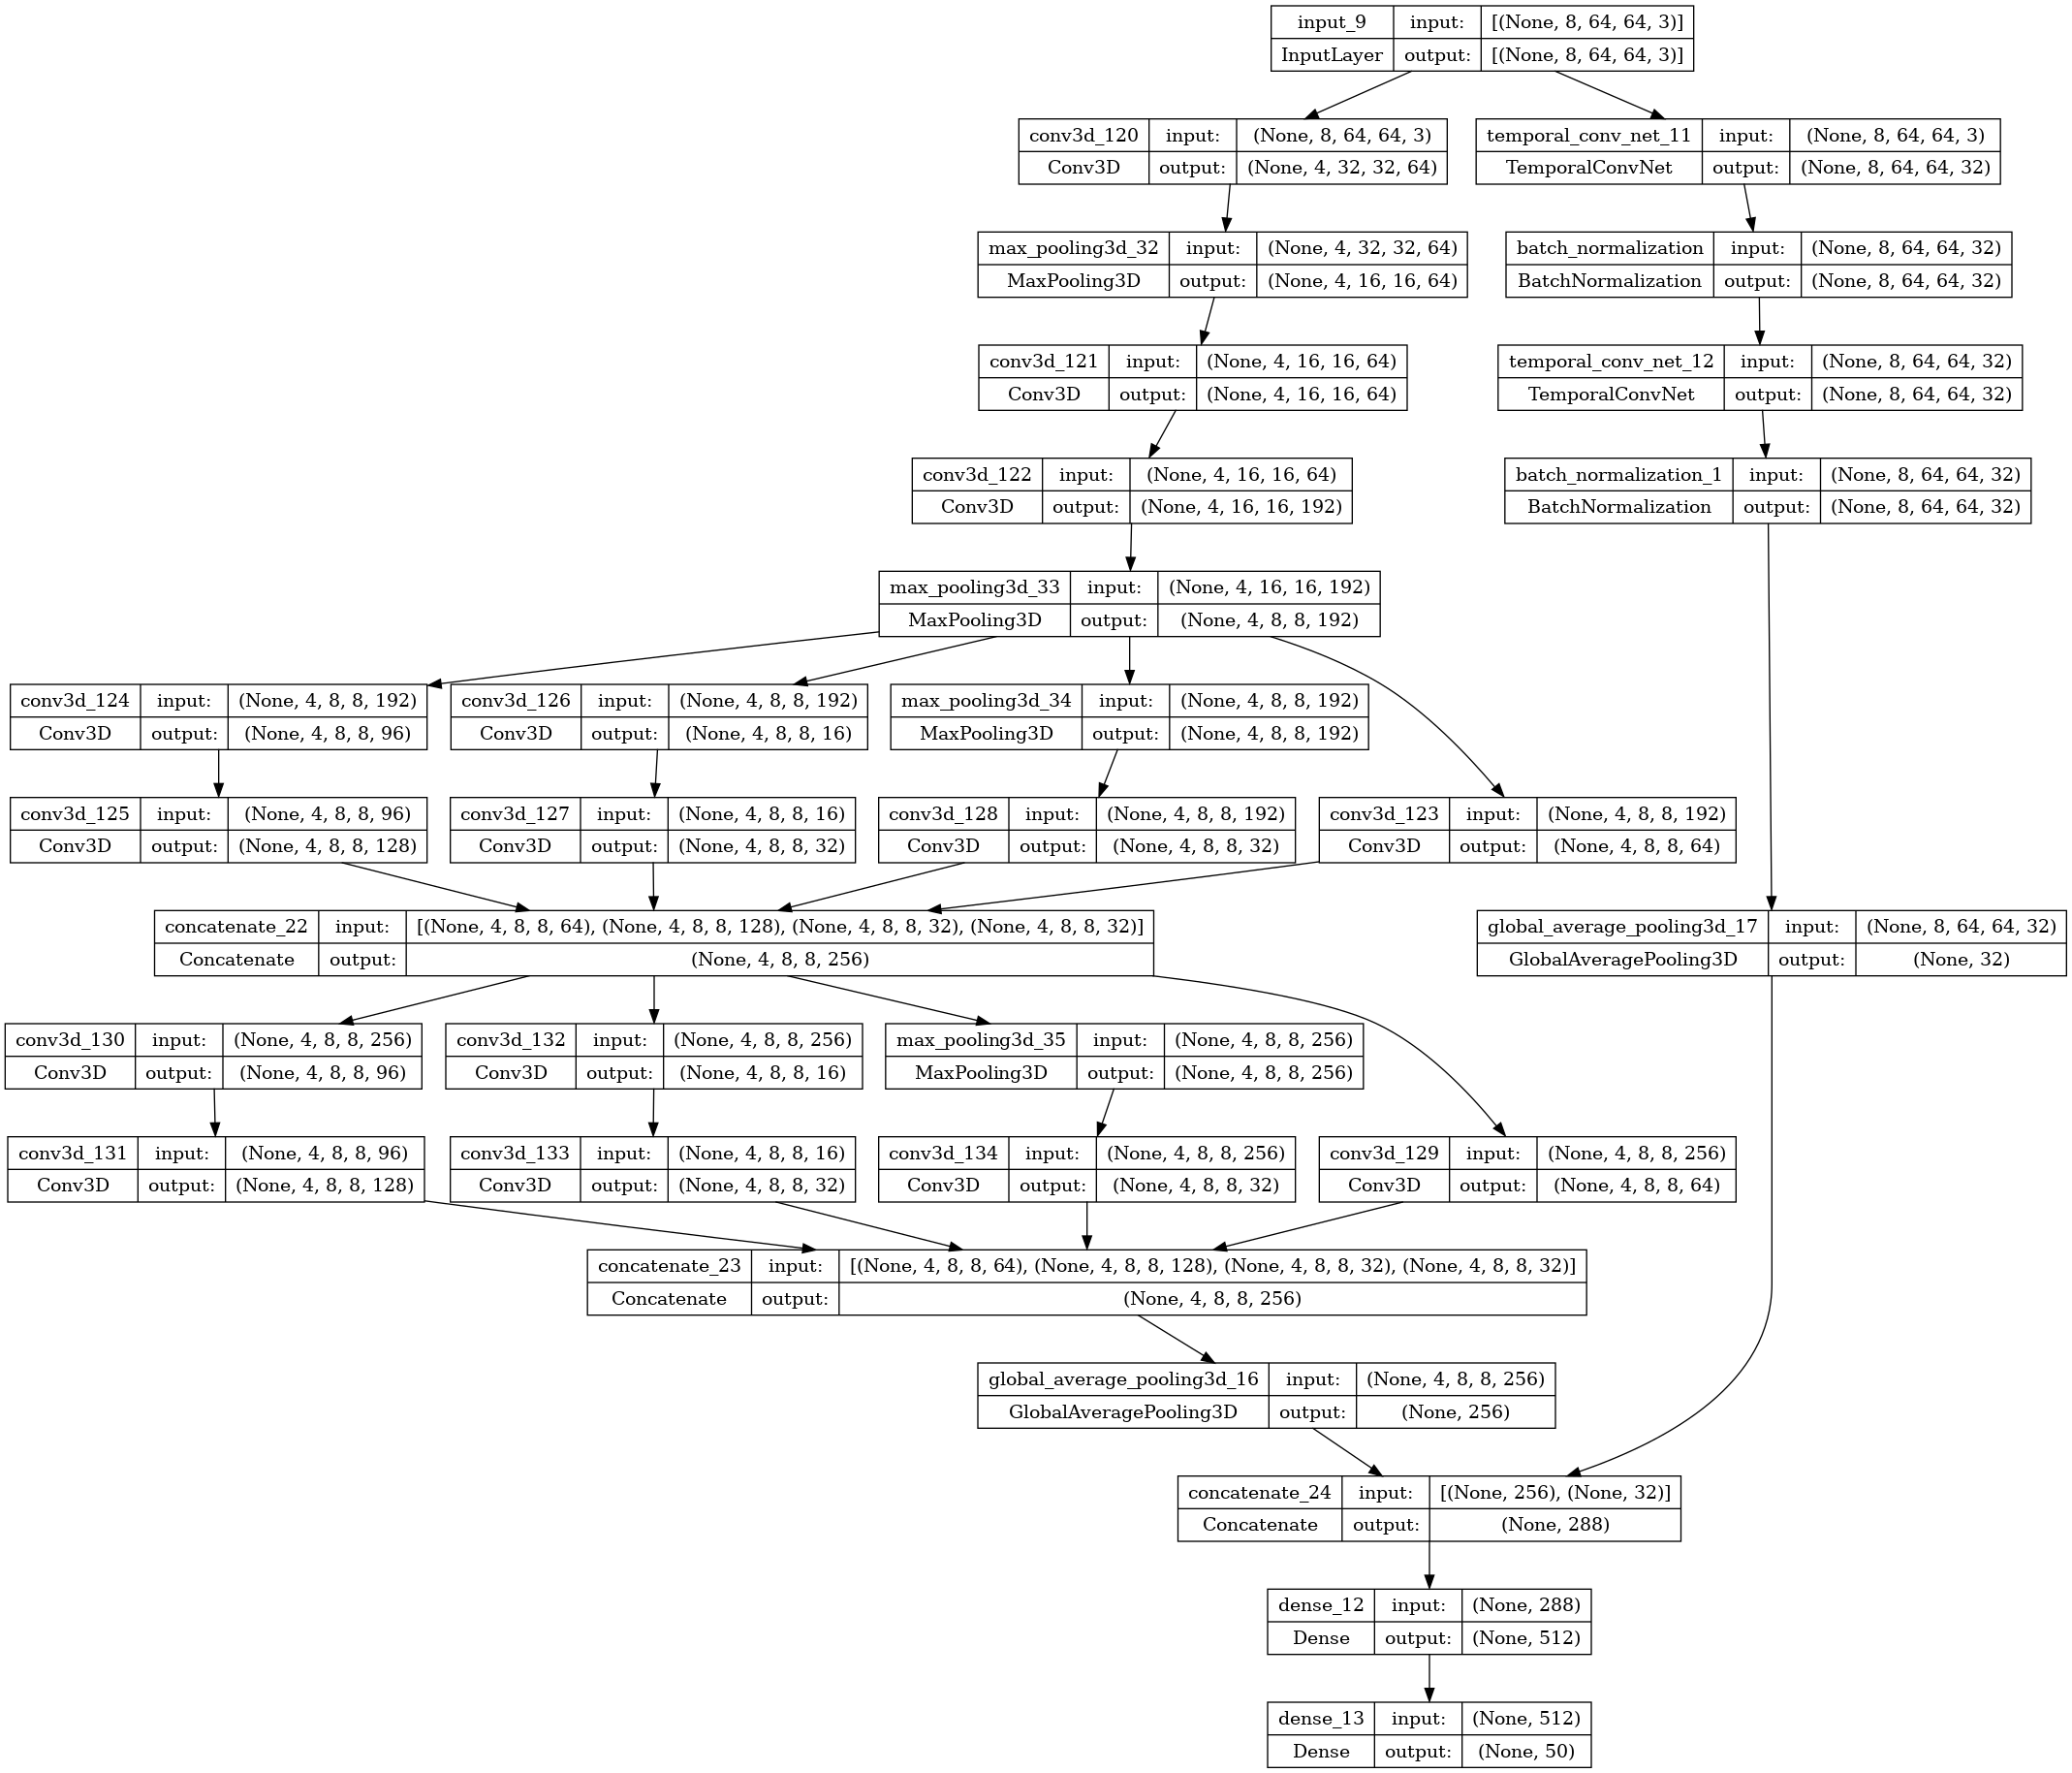 input_9 input: [(None, 8, 64, 64, 3)]
InputLayer output: [(None, 8, 64, 64, 3)]
conv3d_120 input: (None, 8, 64, 64, 3)
Conv3D output: (None, 4, 32, 32, 64)
temporal_conv_net_11 input: (None, 8, 64, 64, 3)
TemporalConvNet output: (None, 8, 64, 64, 32)
max_pooling3d_32 input: (None, 4, 32, 32, 64)
MaxPooling3D output: (None, 4, 16, 16, 64)
batch_normalization input: (None, 8, 64, 64, 32)
BatchNormalization output: (None, 8, 64, 64, 32)
conv3d_121 input: (None, 4, 16, 16, 64)
Conv3D output: (None, 4, 16, 16, 64)
temporal_conv_net_12 input: (None, 8, 64, 64, 32)
TemporalConvNet output: (None, 8, 64, 64, 32)
conv3d_122 input: (None, 4, 16, 16, 64)
Conv3D output: (None, 4, 16, 16, 192)
batch_normalization_1 input: (None, 8, 64, 64, 32)
BatchNormalization output: (None, 8, 64, 64, 32)
max_pooling3d_33 input: (None, 4, 16, 16, 192)
MaxPooling3D output: (None, 4, 8, 8, 192)
conv3d_124 input: (None, 4, 8, 8, 192)
Conv3D output: (None, 4, 8, 8, 96)
conv3d_126 input: (None, 4, 8, 8, 192)
Conv3D output: (None, 4, 8, 8, 16)
max_pooling3d_34 input: (None, 4, 8, 8, 192)
MaxPooling3D output: (None, 4, 8, 8, 192)
conv3d_125 input: (None, 4, 8, 8, 96)
Conv3D output: (None, 4, 8, 8, 128)
conv3d_127 input: (None, 4, 8, 8, 16)
Conv3D output: (None, 4, 8, 8, 32)
conv3d_128 input: (None, 4, 8, 8, 192)
Conv3D output: (None, 4, 8, 8, 32)
conv3d_123 input: (None, 4, 8, 8, 192)
Conv3D output: (None, 4, 8, 8, 64)
concatenate_22 input: [(None, 4, 8, 8, 64), (None, 4, 8, 8, 128), (None, 4, 8, 8, 32), (None, 4, 8, 8, 32)]
Concatenate output: (None, 4, 8, 8, 256)
global_average_pooling3d_17 input: (None, 8, 64, 64, 32)
GlobalAveragePooling3D output: (None, 32)
conv3d_130 input: (None, 4, 8, 8, 256)
Conv3D output: (None, 4, 8, 8, 96)
conv3d_132 input: (None, 4, 8, 8, 256)
Conv3D output: (None, 4, 8, 8, 16)
max_pooling3d_35 input: (None, 4, 8, 8, 256)
MaxPooling3D output: (None, 4, 8, 8, 256)
conv3d_131 input: (None, 4, 8, 8, 96)
Conv3D output: (None, 4, 8, 8, 128)
conv3d_133 input: (None, 4, 8, 8, 16)
Conv3D output: (None, 4, 8, 8, 32)
conv3d_134 input: (None, 4, 8, 8, 256)
Conv3D output: (None, 4, 8, 8, 32)
conv3d_129 input: (None, 4, 8, 8, 256)
Conv3D output: (None, 4, 8, 8, 64)
concatenate_23 input: [(None, 4, 8, 8, 64), (None, 4, 8, 8, 128), (None, 4, 8, 8, 32), (None, 4, 8, 8, 32)]
Concatenate output: (None, 4, 8, 8, 256)
global_average_pooling3d_16 input: (None, 4, 8, 8, 256)
GlobalAveragePooling3D output: (None, 256)
concatenate_24 input: [(None, 256), (None, 32)]
Concatenate output: (None, 288)
dense_12 input: (None, 288)
Dense output: (None, 512)
dense_13 input: (None, 512)
Dense output: (None, 50)